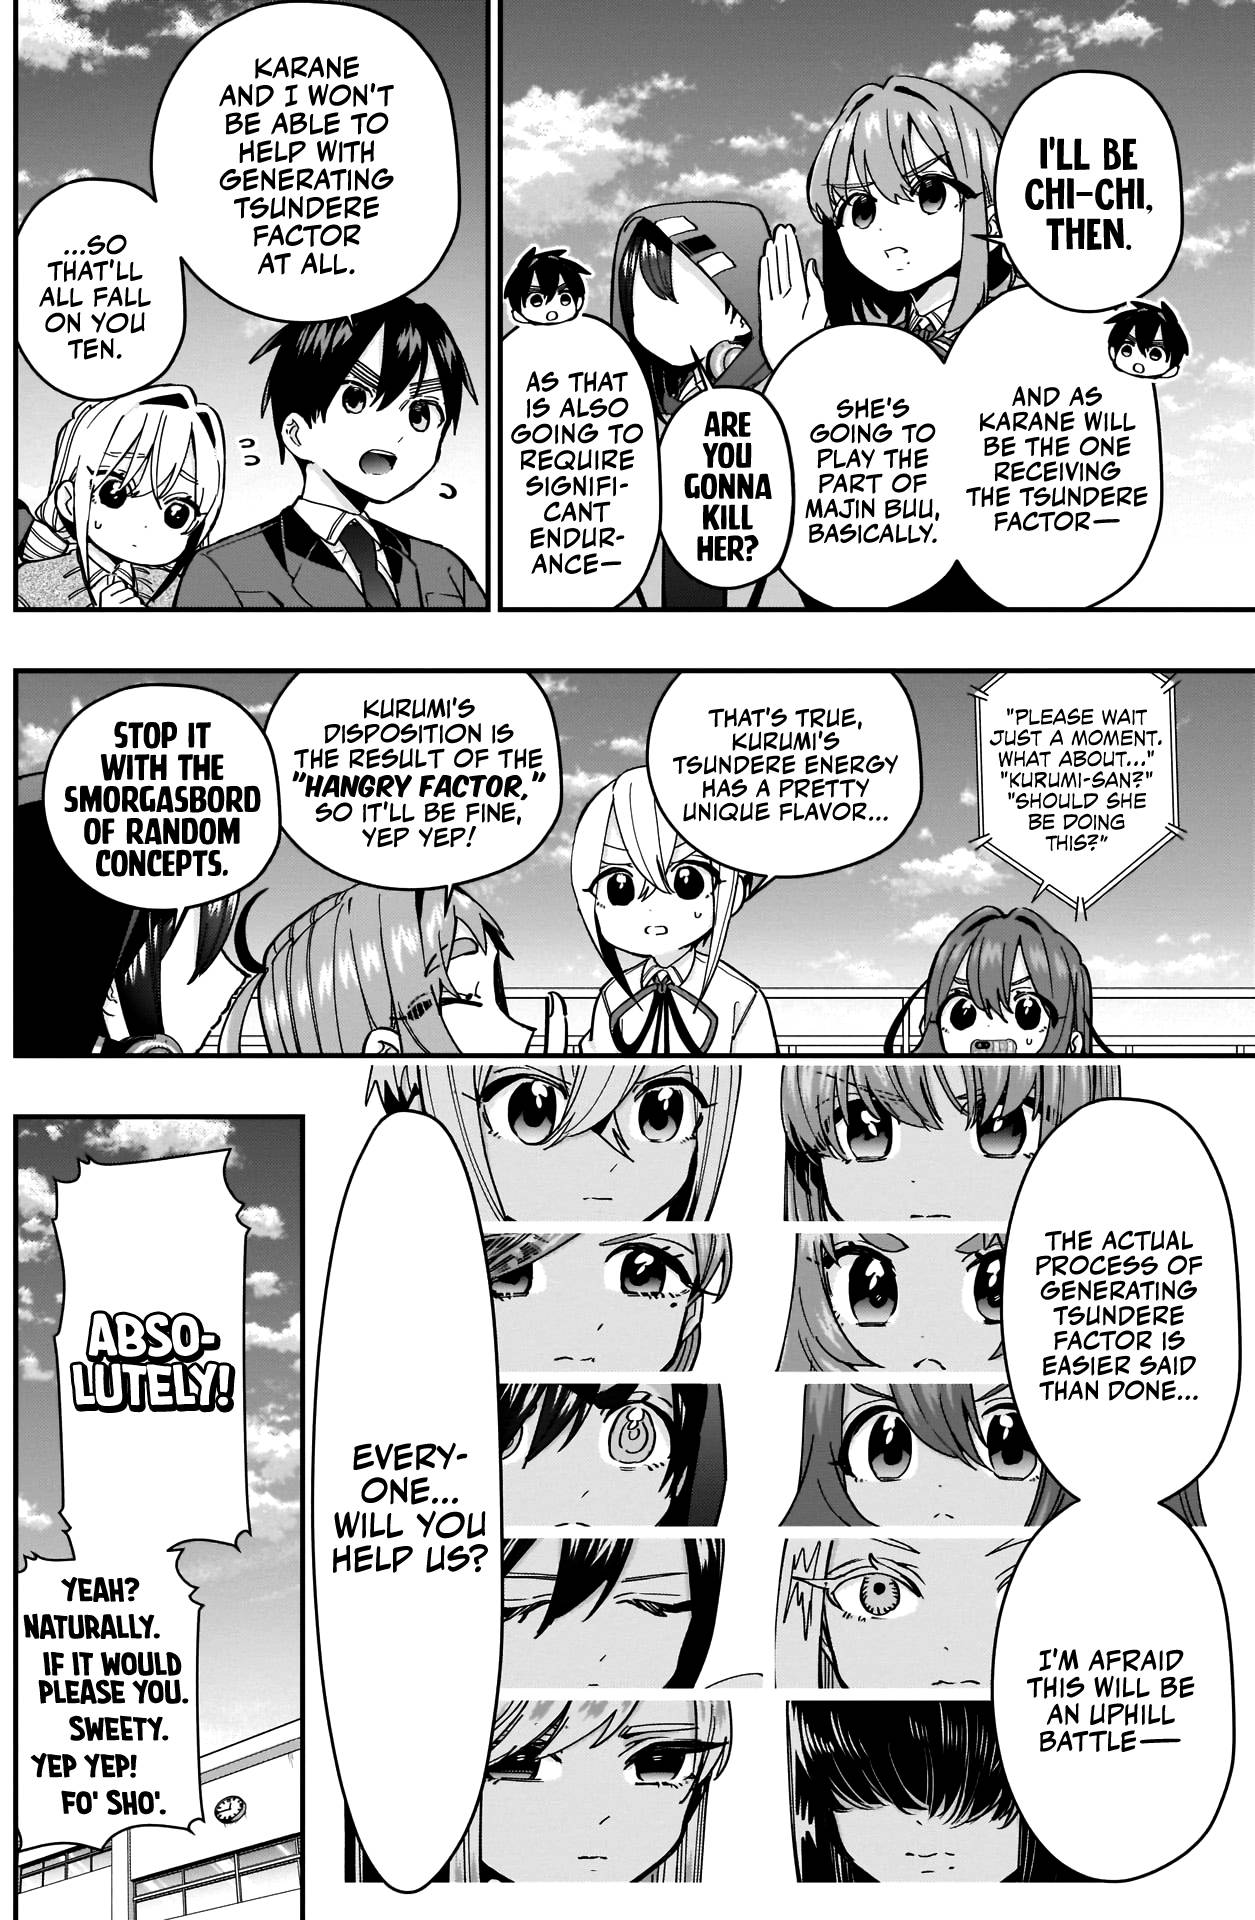 I'LL BE
CHI-CHI,
THEN.
AND AS
KARANE WILL
BE THE ONE
RECEIVING
THE TSUNDERE
FACTOR—
SHE'S
GOING TO
PLAY THE
PART OF
MAJIN BUU,
BASICALLY.
ARE
YOU
GONNA
KILL
HER?
AS THAT
IS ALSO
GOING TO
REQUIRE
SIGNIFI-
CANT
ENDUR-
ANCE—
KARANE
AND I WON'T
BE ABLE TO
HELP WITH
GENERATING
TSUNDERE
FACTOR
AT ALL.
...SO
THAT'LL
ALL FALL
ON YOU
TEN.
"PLEASE WAIT
JUST A MOMENT.
WHAT ABOUT..."
"KURUMI-SAN?"
"SHOULD SHE
BE DOING
THIS?"
THAT'S TRUE,
KURUMI'S
TSUNDERE ENERGY
HAS A PRETTY
UNIQUE FLAVOR...
KURUMI'S
DISPOSITION IS
THE RESULT OF THE
"HANGRY FACTOR,"
SO IT'LL BE FINE,
YEP YEP!
STOP IT
WITH THE
SMORGASBORD
OF RANDOM
CONCEPTS.
THE ACTUAL
PROCESS OF
GENERATING
TSUNDERE
FACTOR IS
EASIER SAID
THAN DONE...
I'M AFRAID
THIS WILL BE
AN UPHILL
BATTLE—
EVERY-
ONE...
WILL YOU
HELP US?
ABSO-
LUTELY!
YEAH?
NATURALLY.
IF IT WOULD
PLEASE YOU.
SWEETY.
YEP YEP!
FO' SHO'.